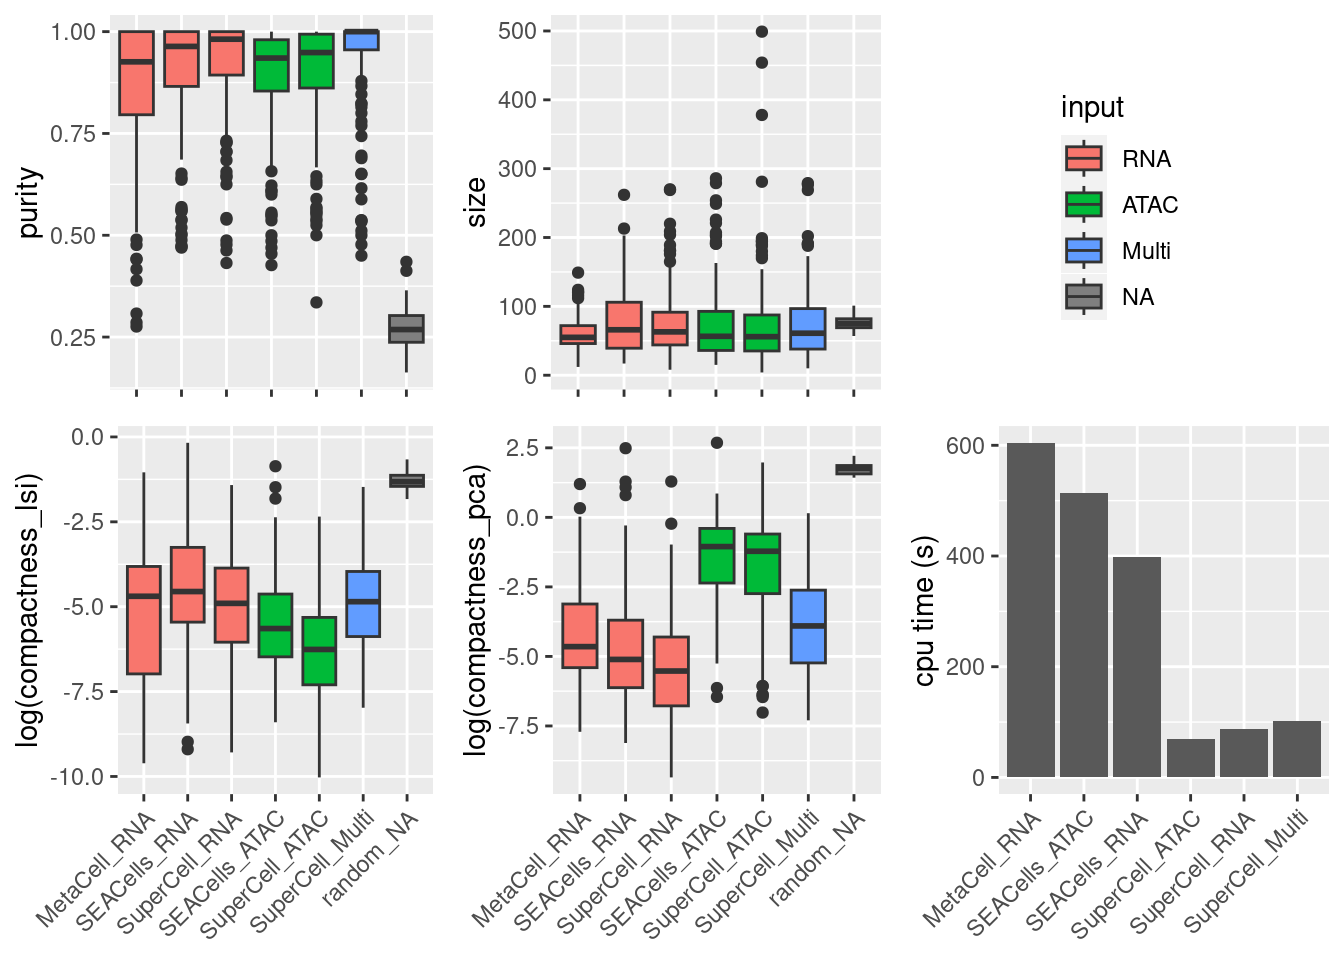 purity
1.00
0.75
0.50
0.25
size
500
400
300
200
100
0
input
RNA
ATAC
Multi
NA
log(compactness_lsi)
0.0
-2.5
-5.0
-7.5
-10.0
MetaCell_RNA
SEACells_RNA
SuperCell_RNA
SEACells_ATAC
SuperCell_ATAC
SuperCell_Multi
random_NA
log(compactness_pca)
2.5
0.0
-2.5
-5.0
-7.5
MetaCell_RNA
SEACells_RNA
SuperCell_RNA
SEACells_ATAC
SuperCell_ATAC
SuperCell_Multi
random_NA
cpu time (s)
600
400
200
0
MetaCell_RNA
SEACells_ATAC
SEACells_RNA
SuperCell_ATAC
SuperCell_RNA
SuperCell_Multi